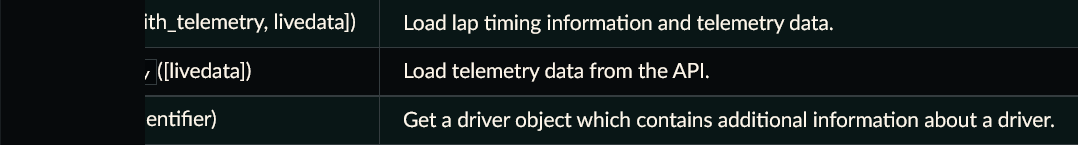 ith_telemetry, livedata]) Load lap timing information and telemetry data.
([livedata]) Load telemetry data from the API.
entifier) Get a driver object which contains additional information about a driver.